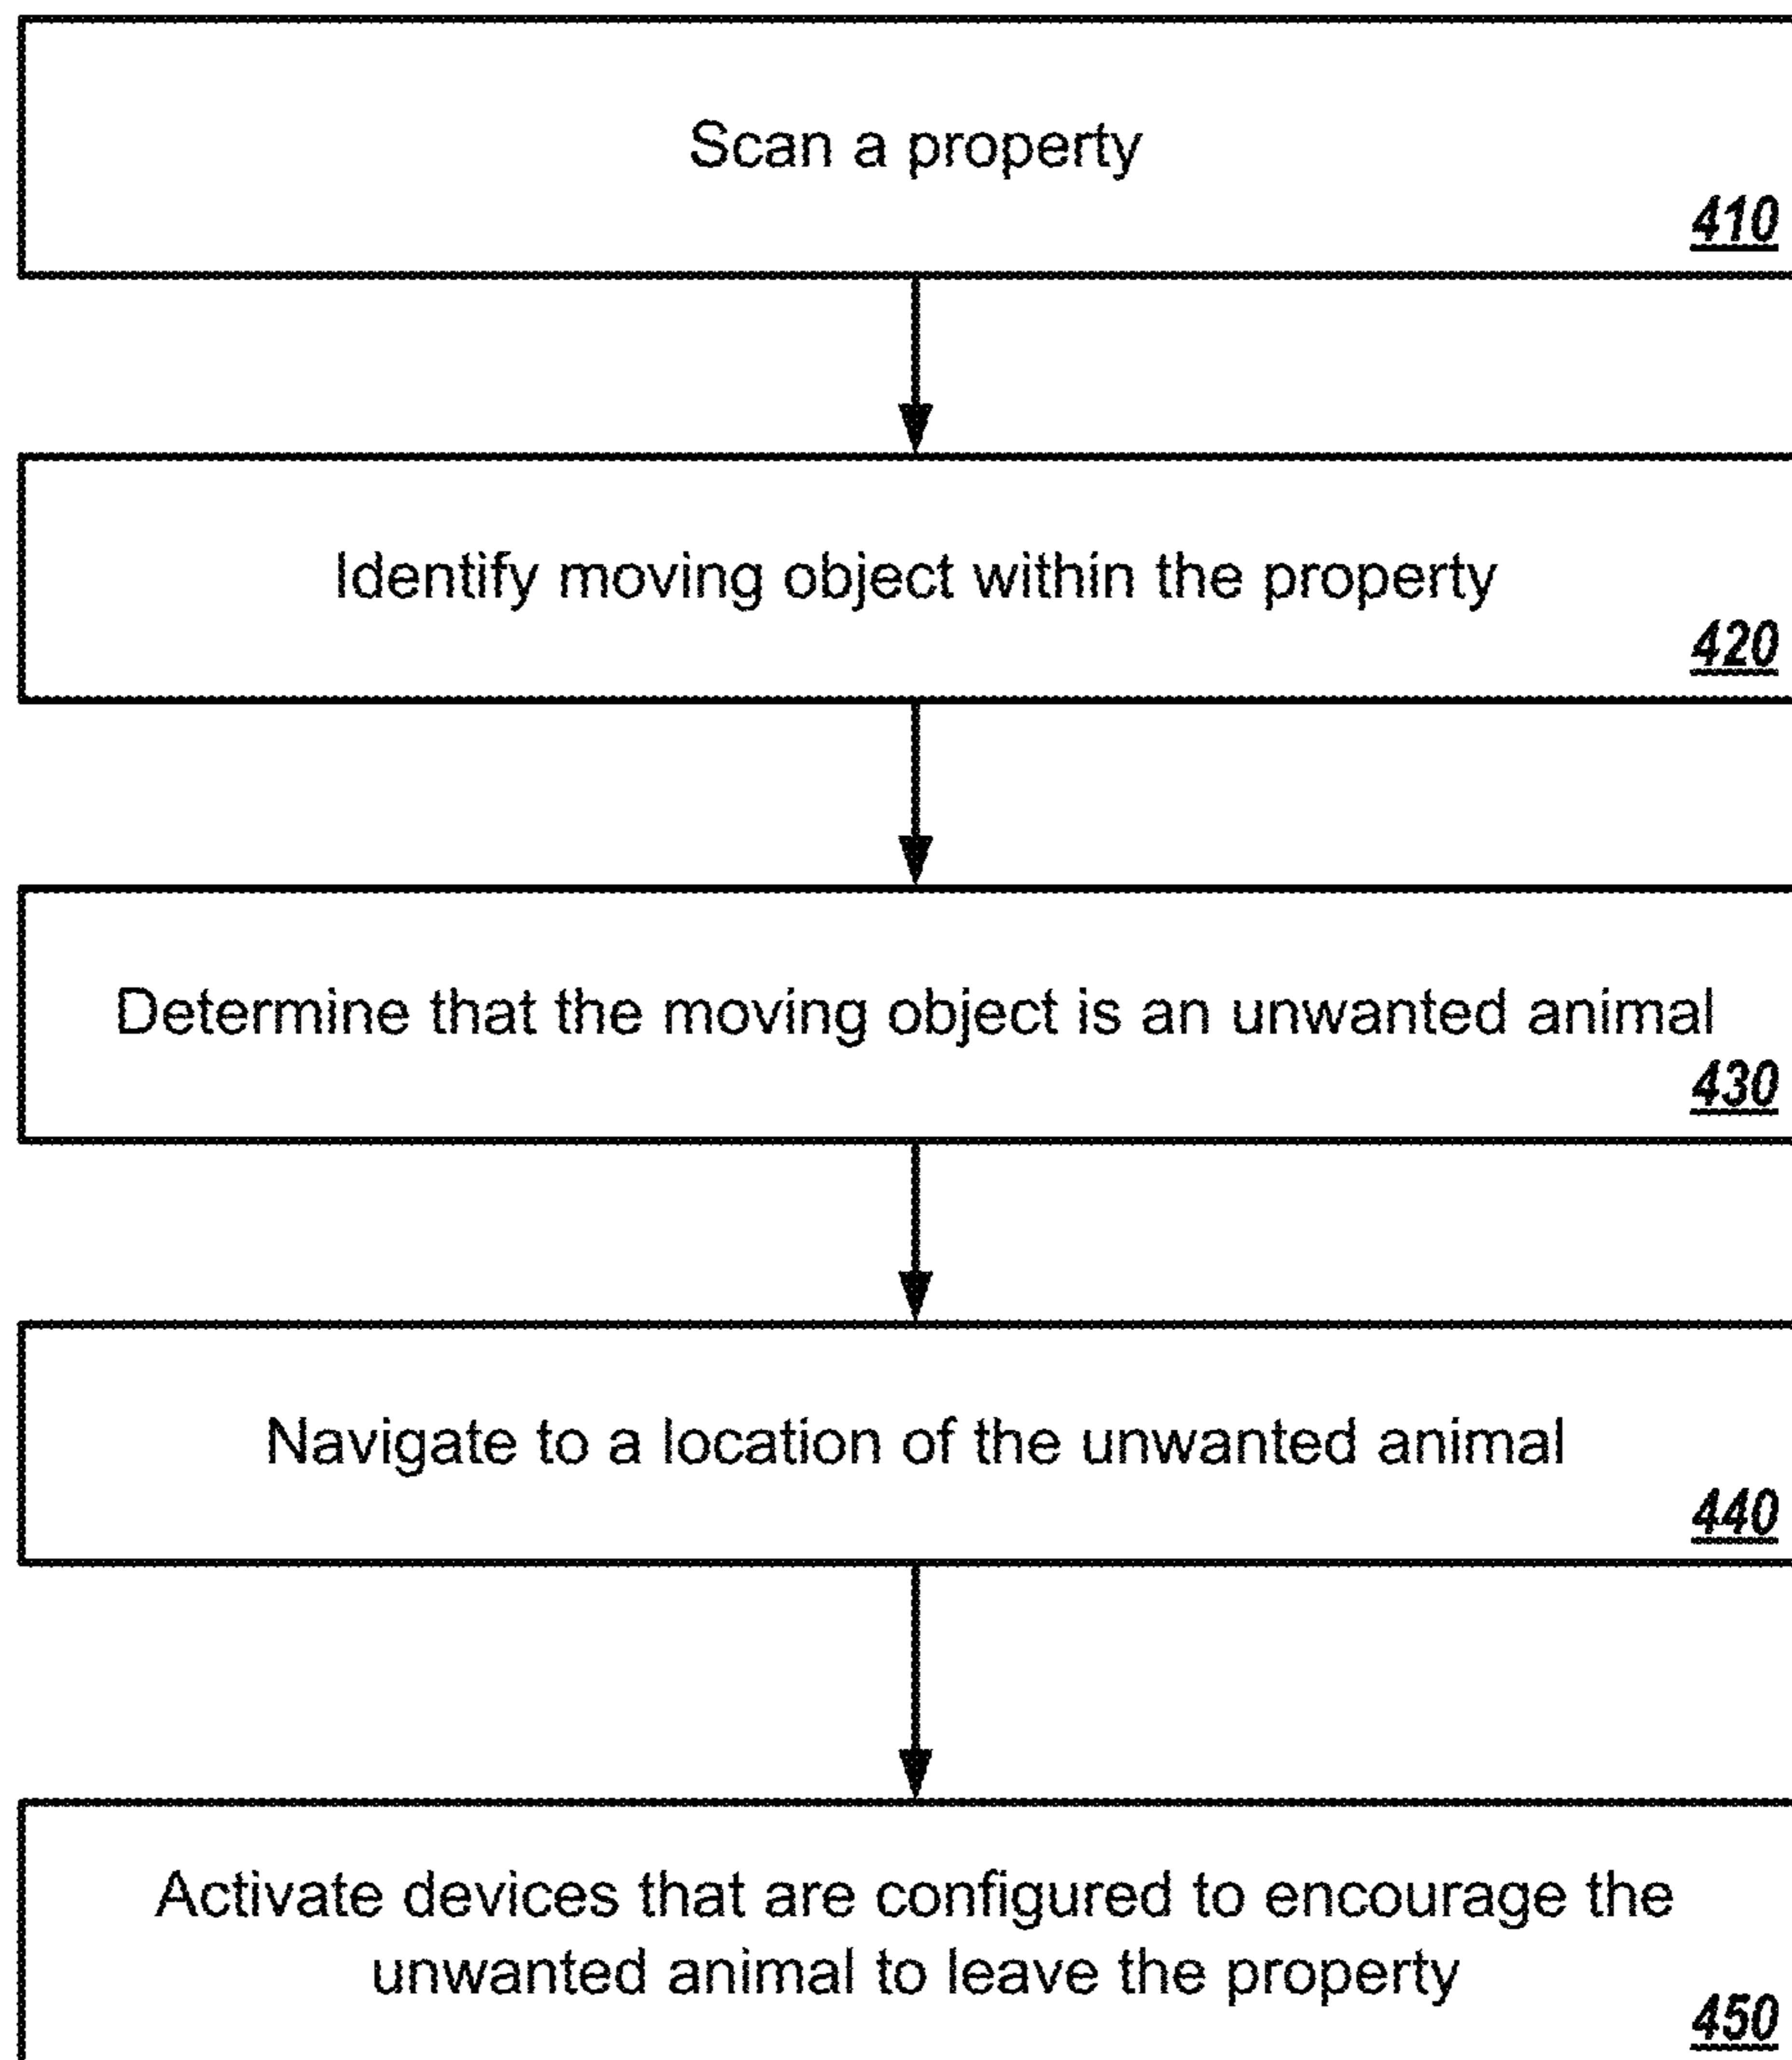 Scan a property
410
Identify moving object within the property
420
Determine that the moving object is an unwanted animal
430
Navigate to a location of the unwanted animal
440
Activate devices that are configured to encourage the
unwanted animal to leave the property
450